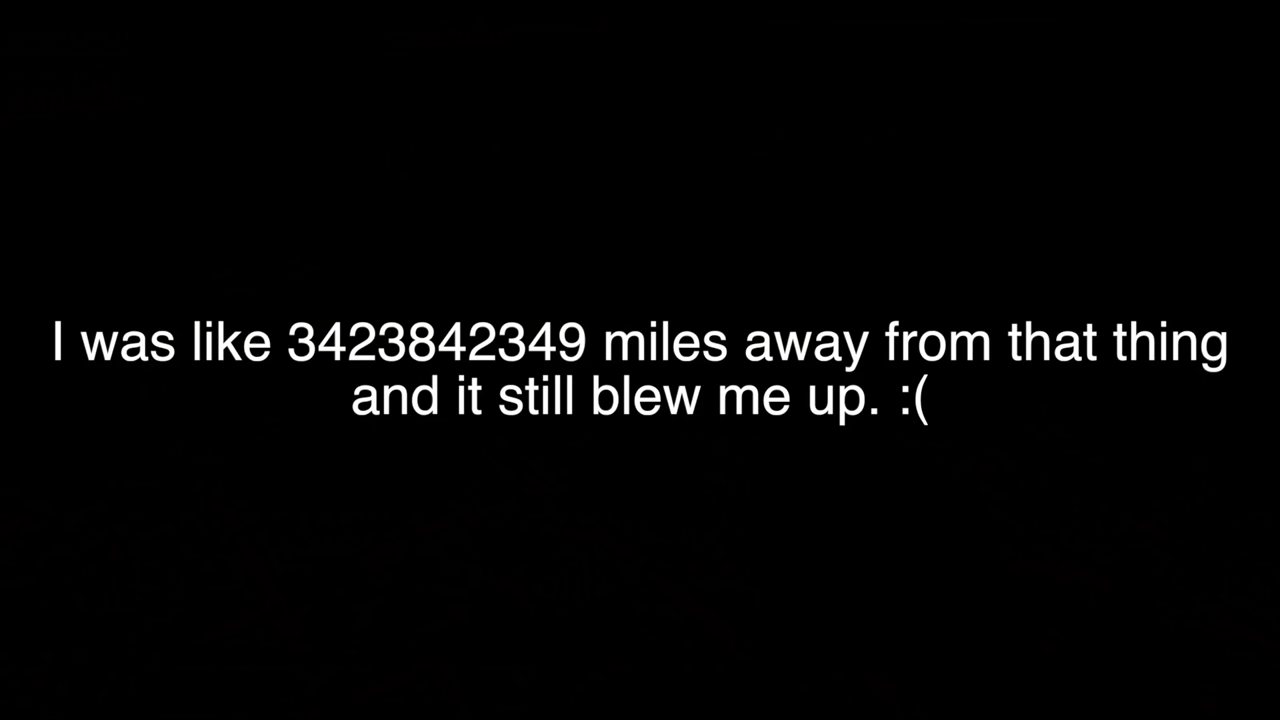 I was like 3423842349 miles away from that thing
and it still blew me up. :(